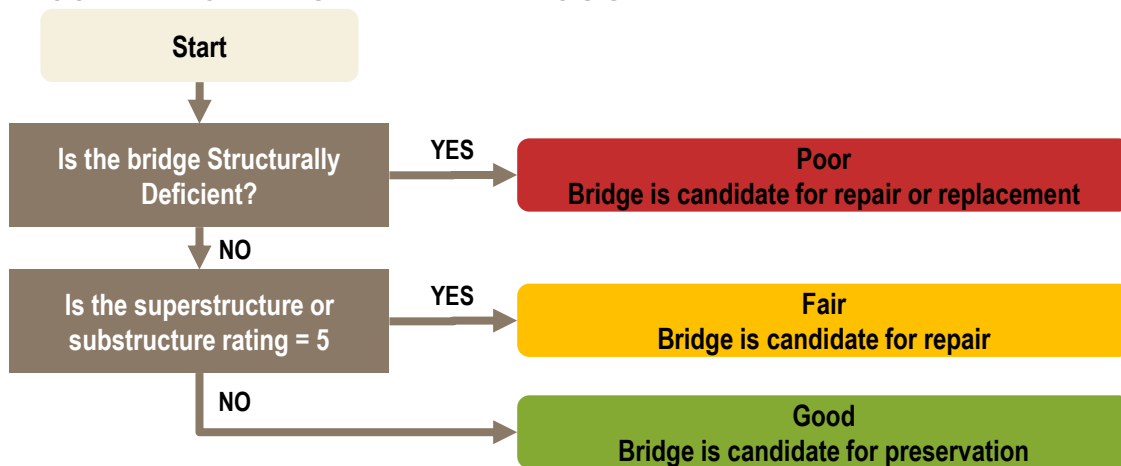 Start
Is the bridge Structurally
Deficient?
YES
Poor
Bridge is candidate for repair or replacement
NO
Is the superstructure or
substructure rating = 5
YES
Fair
Bridge is candidate for repair
NO
Good
Bridge is candidate for preservation